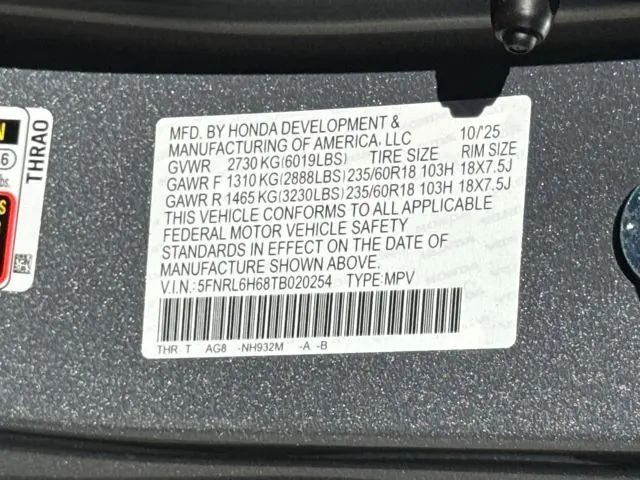 MFD. BY HONDA DEVELOPMENT & 10/25
MANUFACTURING OF AMERICA, LLC
GVWR 2730 KG(6019LBS) TIRE SIZE RIM SIZE
GAWR F 1310 KG(2888LBS) 235/60R18 103H 18X7.5J
GAWR R 1465 KG(3230LBS) 235/60R18 103H 18X7.5J
THIS VEHICLE CONFORMS TO ALL APPLICABLE
FEDERAL MOTOR VEHICLE SAFETY
STANDARDS IN EFFECT ON THE DATE OF
MANUFACTURE SHOWN ABOVE.
V.I.N.: 5FNRL6H68TB020254 TYPE:MPV
THR T AG8 -NH932M -A -B
THRA0